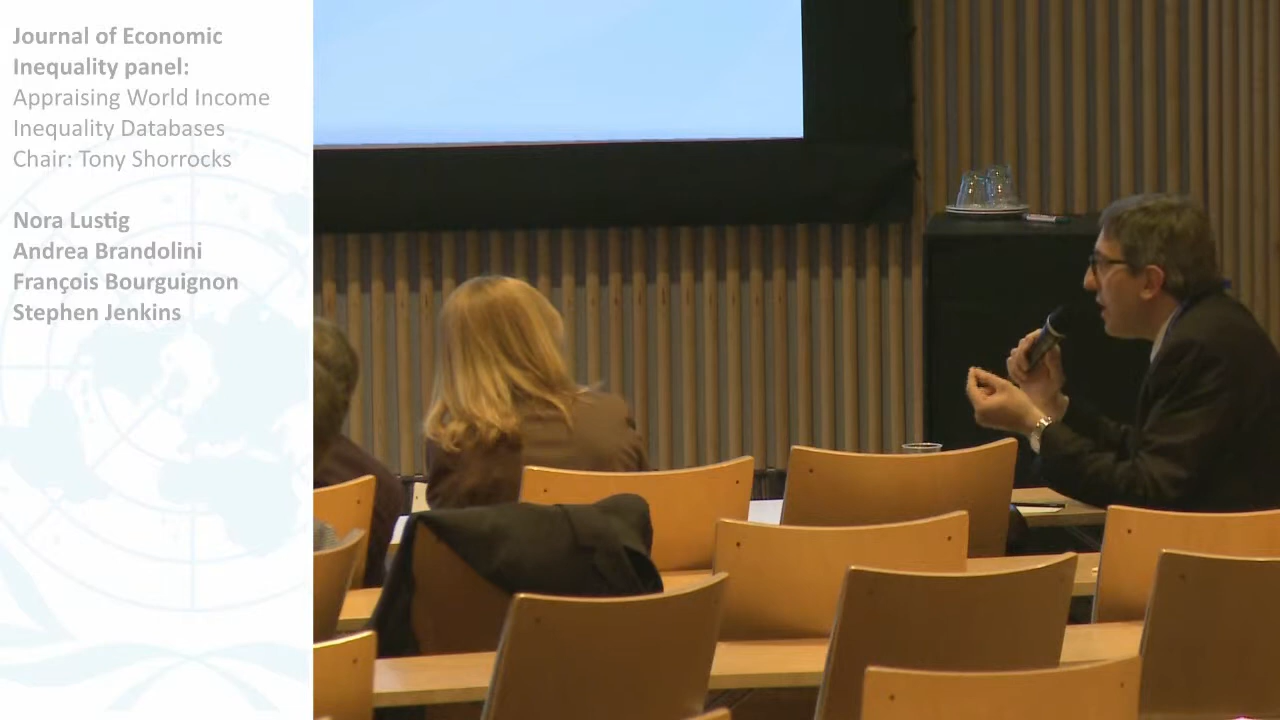 Journal of Economic
Inequality panel:
Appraising World Income
Inequality Databases
Chair: Tony Shorrocks
Nora Lustig
Andrea Brandolini
François Bourguignon
Stephen Jenkins